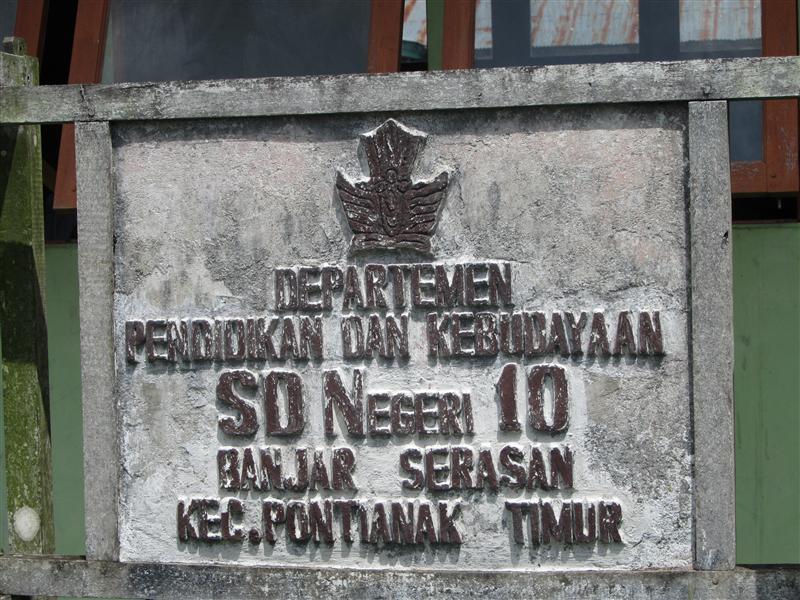 DEPARTEMEN
PENDIDIKAN DAN KEBUDAYAAN
SD NEGERI 10
BANJAR SERASAN
KEC.PONTIANAK TIMUR